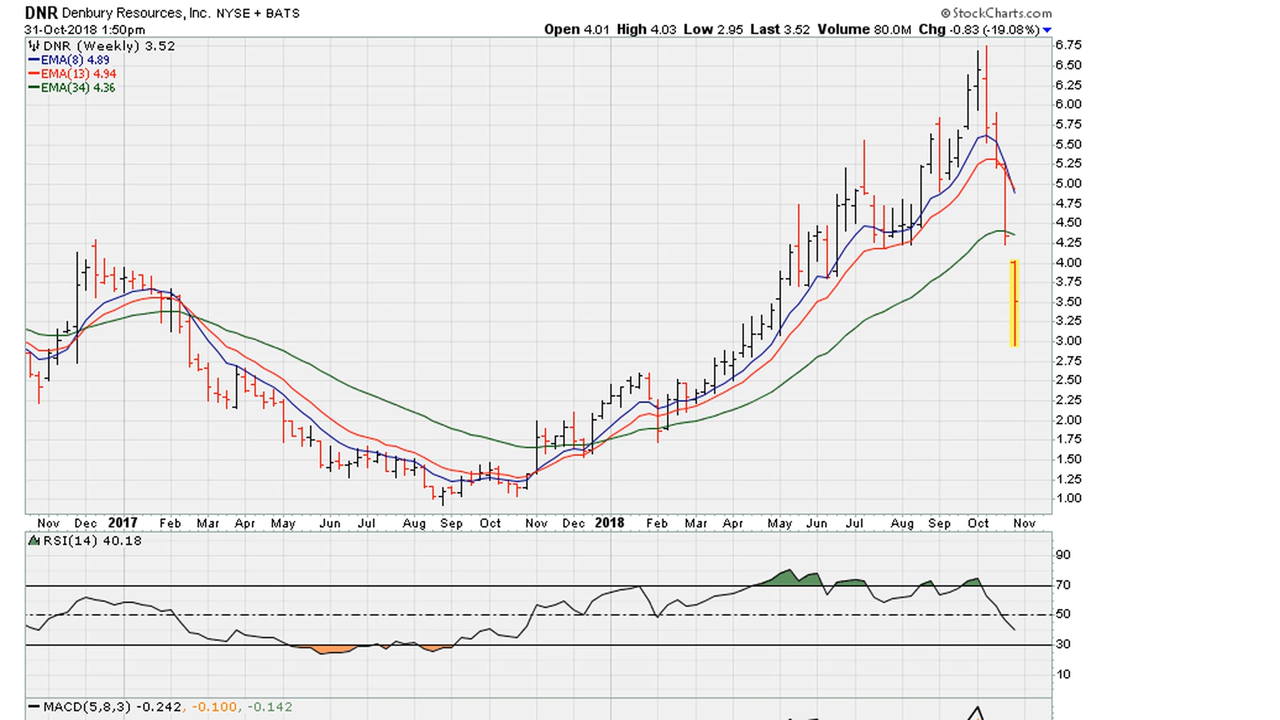 DNR Denbury Resources, Inc. NYSE + BATS
© StockCharts.com
31-Oct-2018 1:50pm
Open 4.01 High 4.03 Low 2.95 Last 3.52 Volume 80.0M Chg -0.83 (-19.08%)
DNR (Weekly) 3.52
EMA(8) 4.89
EMA(13) 4.94
EMA(34) 4.36
6.75
6.50
6.25
6.00
5.75
5.50
5.25
5.00
4.75
4.50
4.25
4.00
3.75
3.50
3.25
3.00
2.75
2.50
2.25
2.00
1.75
1.50
1.25
1.00
Nov Dec 2017 Feb Mar Apr May Jun Jul Aug Sep Oct Nov Dec 2018 Feb Mar Apr May Jun Jul Aug Sep Oct Nov
RSI(14) 40.18
90
70
50
30
10
MACD(5,8,3) -0.242, -0.100, -0.142